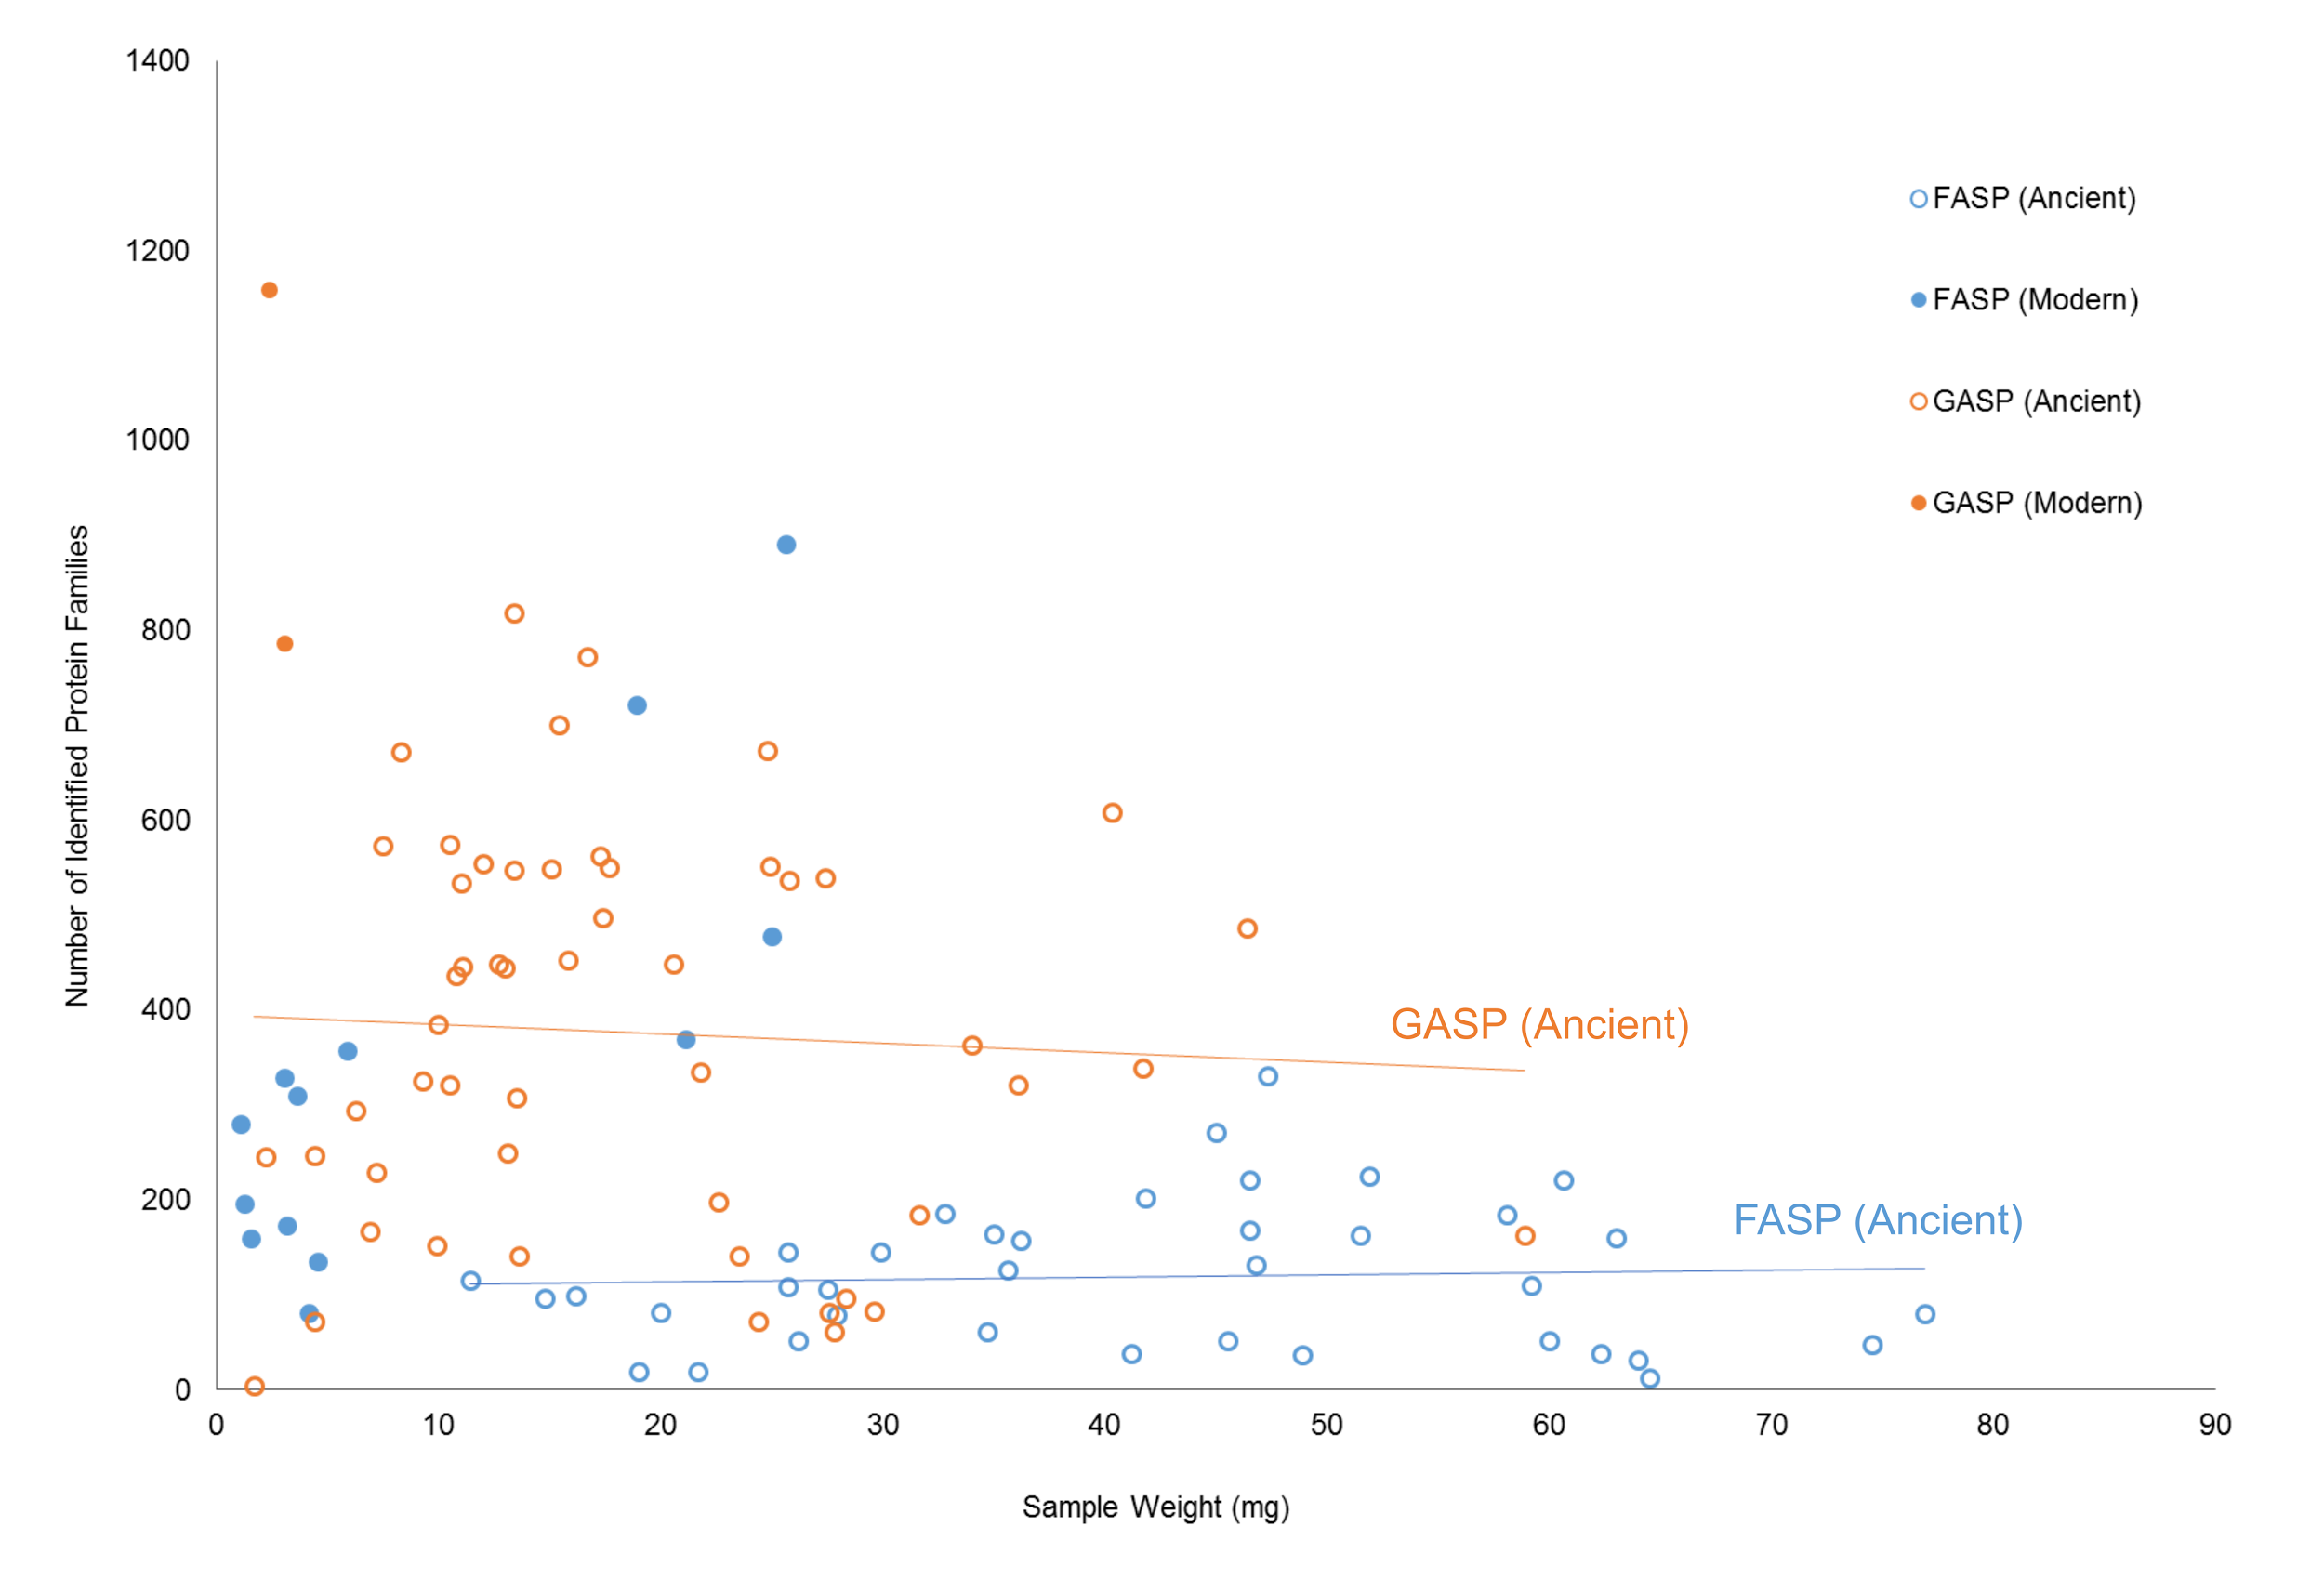 1400
1200
1000
800
600
400
200
0
Number of Identified Protein Families
FASP (Ancient)
FASP (Modern)
GASP (Ancient)
GASP (Modern)
GASP (Ancient)
FASP (Ancient)
0 10 20 30 40 50 60 70 80 90
Sample Weight (mg)